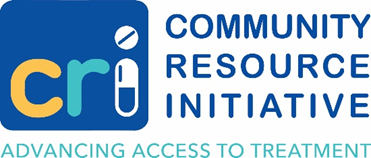 cri
COMMUNITY
RESOURCE
INITIATIVE
ADVANCING ACCESS TO TREATMENT